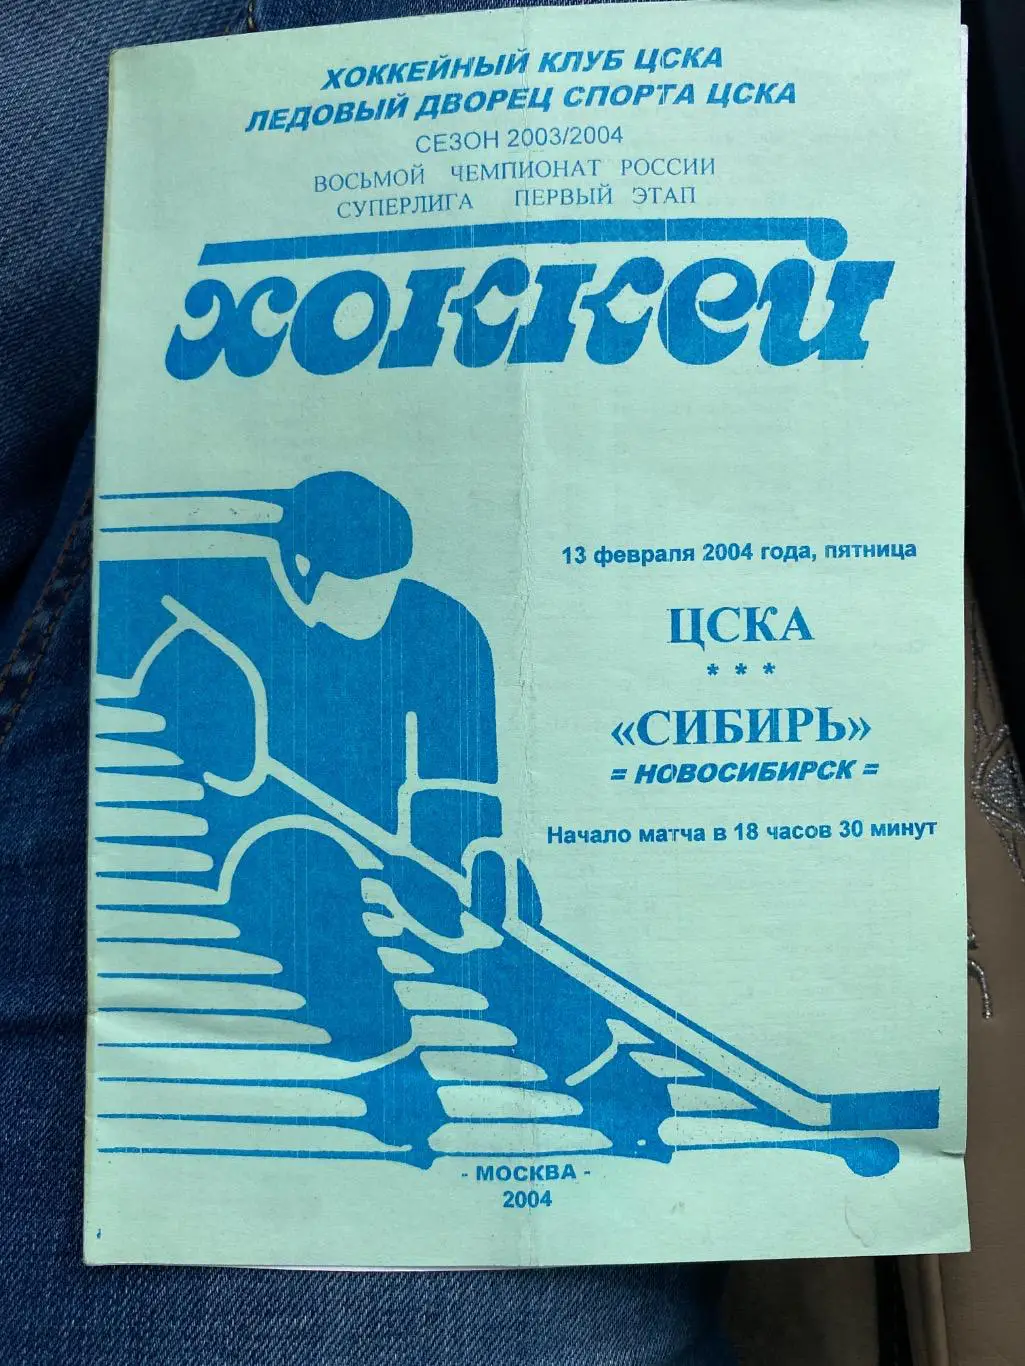 ХОККЕЙНЫЙ КЛУБ ЦСКА
ЛЕДОВЫЙ ДВОРЕЦ СПОРТА ЦСКА
СЕЗОН 2003/2004
ВОСЬМОЙ ЧЕМПИОНАТ РОССИИ
СУПЕРЛИГА ПЕРВЫЙ ЭТАП
хоккей
13 февраля 2004 года, пятница
ЦСКА
* * *
«СИБИРЬ»
= НОВОСИБИРСК =
Начало матча в 18 часов 30 минут
- МОСКВА -
2004